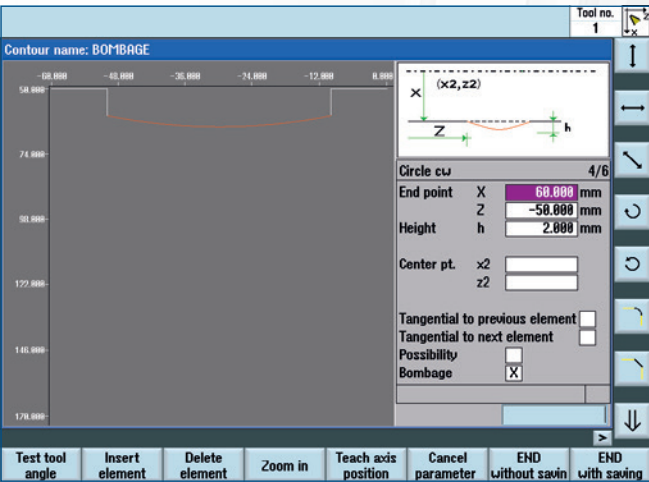 Tool no.
1
Z
X
Contour name: BOMBAGE
-60.000 -48.000 -36.000 -24.000 -12.000 0.000
50.000
74.000
98.000
122.000
146.000
170.000
X (x2,z2)
Z h
Circle cw 4/6
End point X 60.000 mm
Z -50.000 mm
Height h 2.000 mm
Center pt. x2
z2
Tangential to previous element
Tangential to next element
Possibility
Bombage X
>
Test tool angle
Insert element
Delete element
Zoom in
Teach axis position
Cancel parameter
END without savin
END with saving